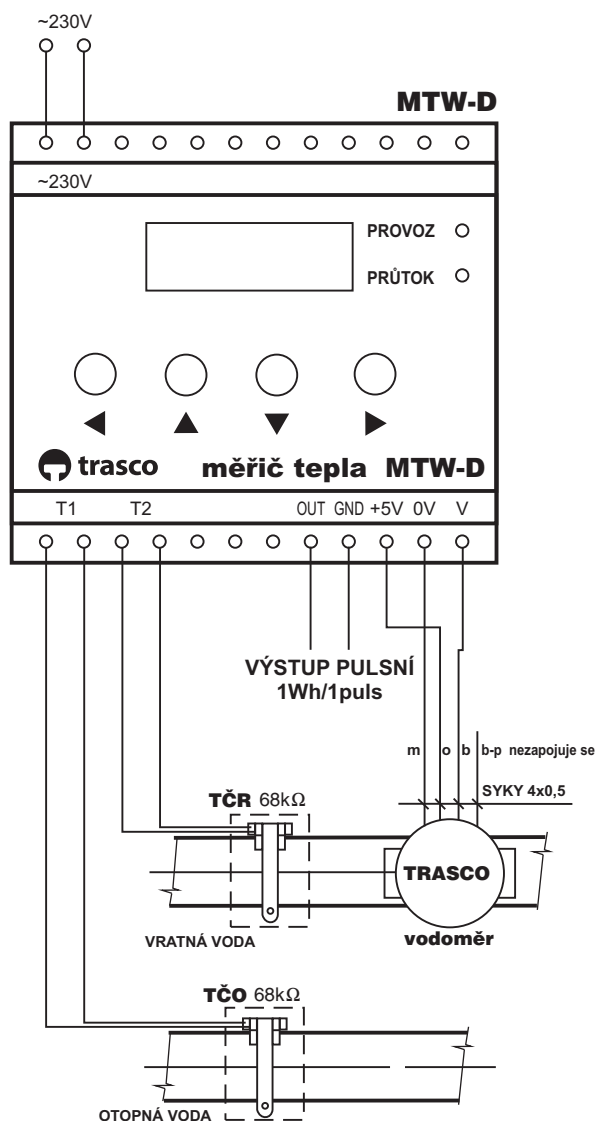 ~230V
MTW-D
~230V
PROVOZ
PRŮTOK
trasco měřič tepla MTW-D
T1 T2 OUT GND +5V 0V V
VÝSTUP PULSNÍ
1Wh/1puls
m o b b-p nezapojuje se
SYKY 4x0,5
TČR 68kΩ
TRASCO
VRATNÁ VODA
vodoměr
TČO 68kΩ
OTOPNÁ VODA